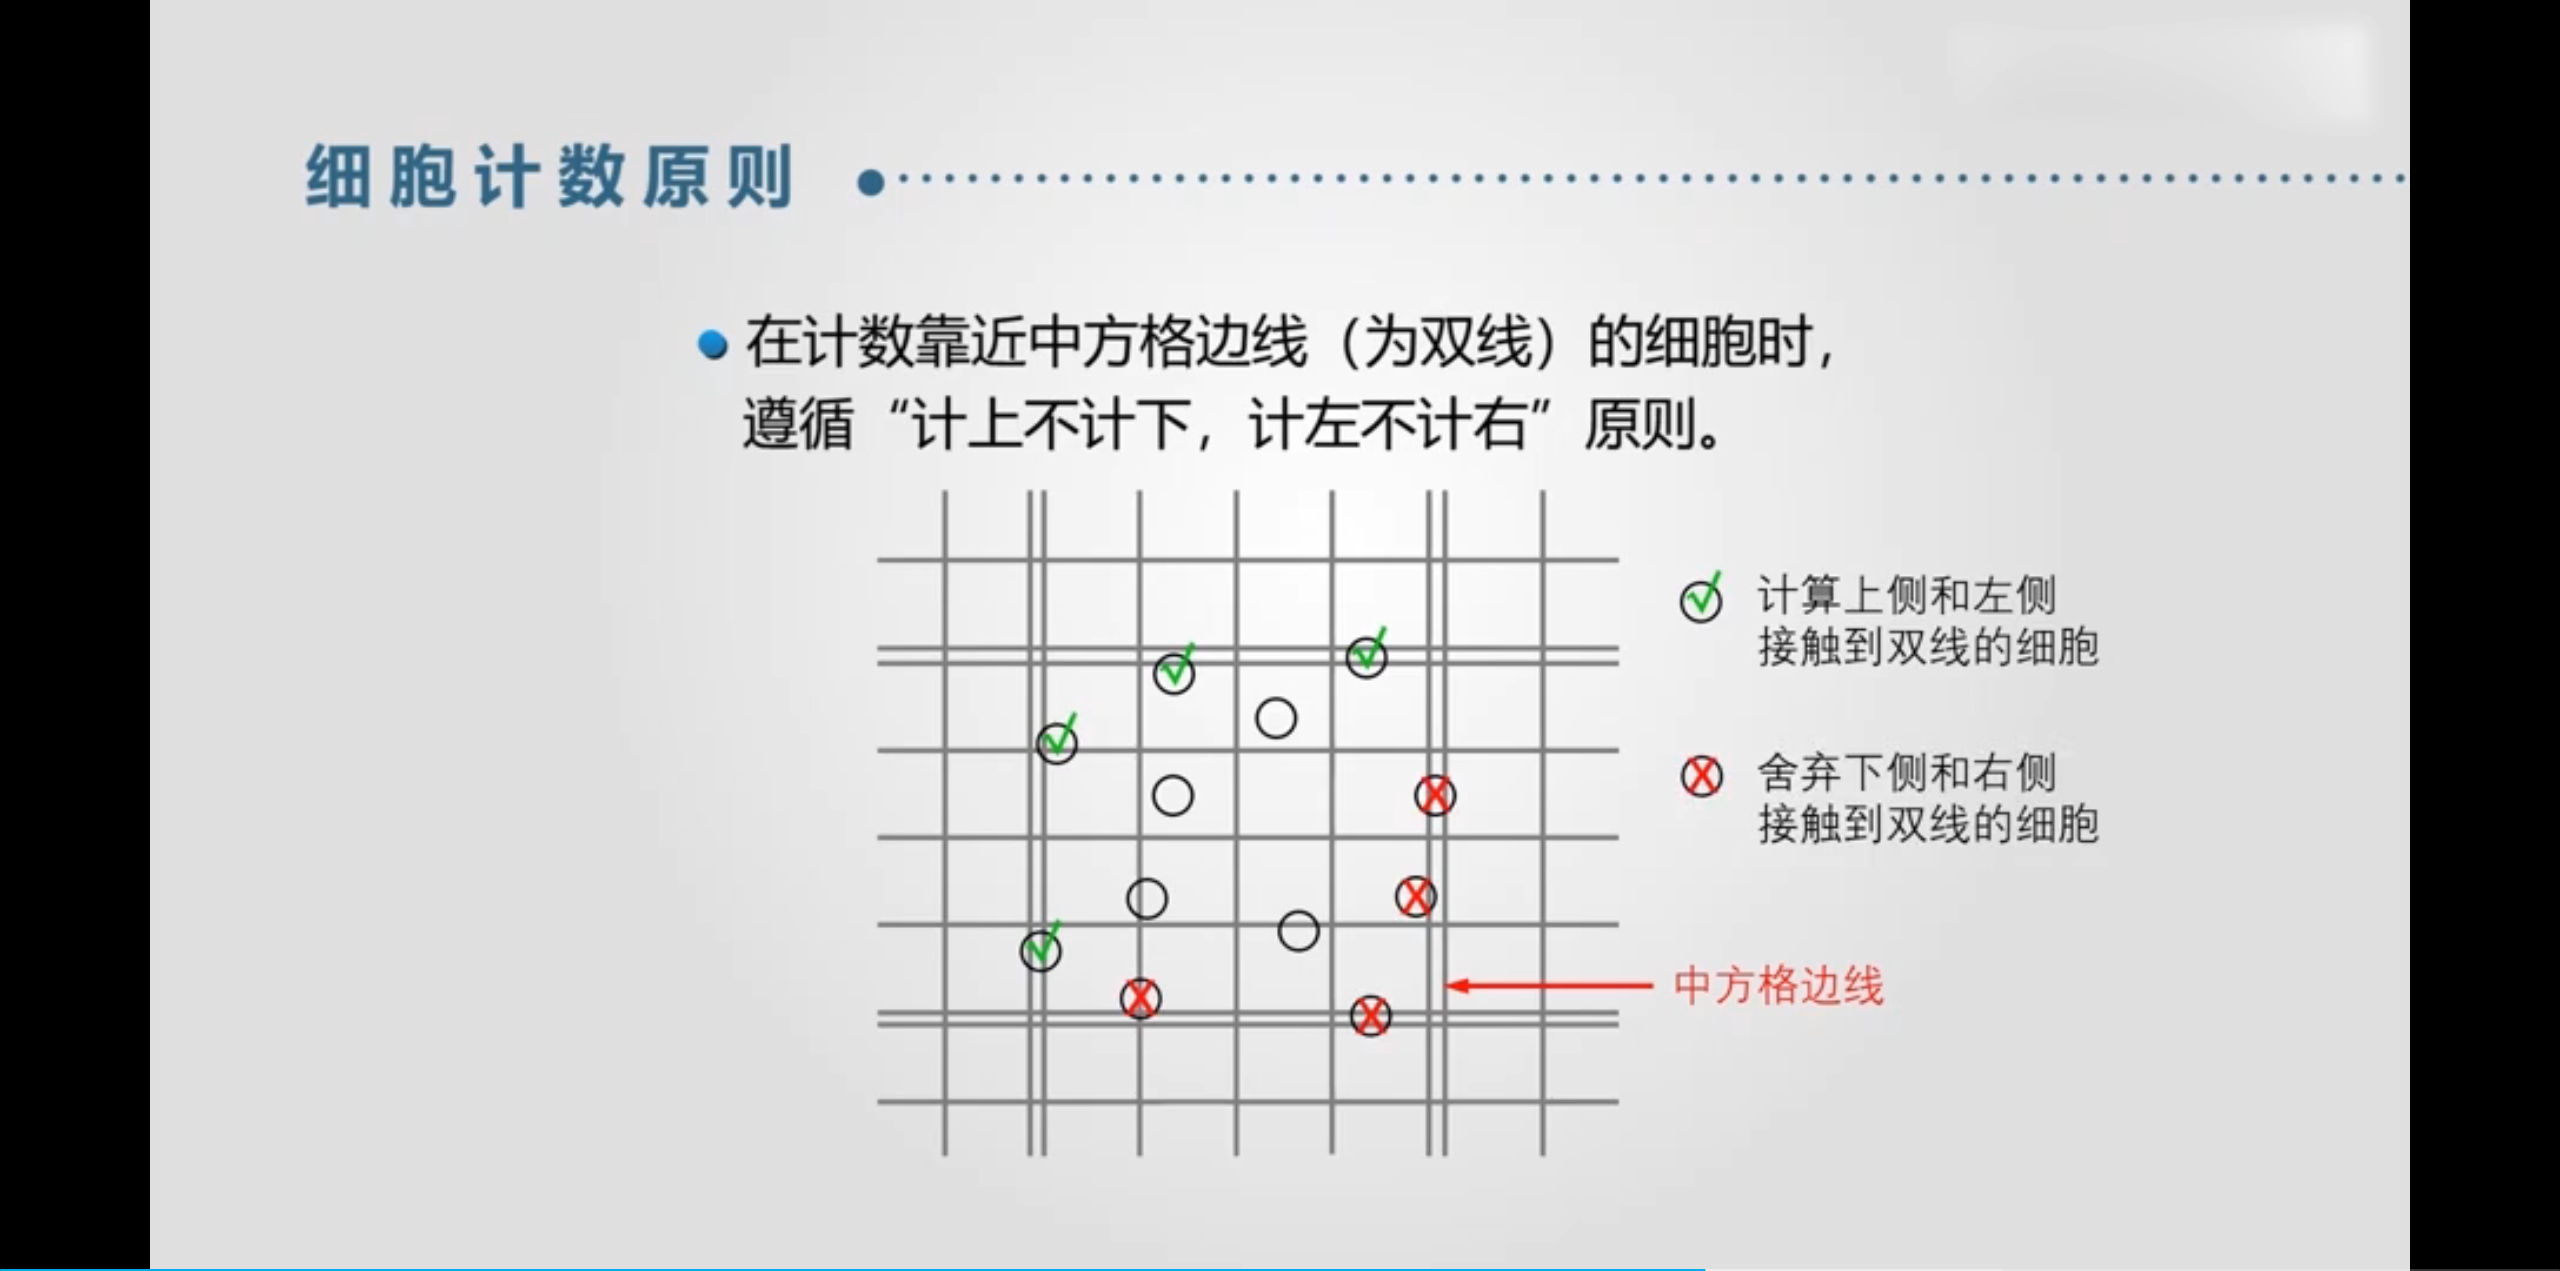 细胞计数原则
在计数靠近中方格边线（为双线）的细胞时，
遵循“计上不计下，计左不计右”原则。
计算上侧和左侧
接触到双线的细胞
舍弃下侧和右侧
接触到双线的细胞
中方格边线